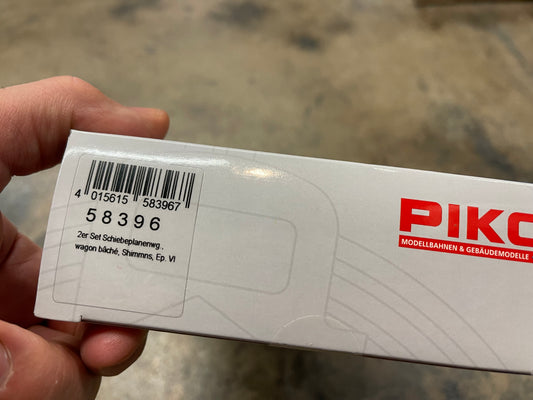 4 015615 583967
58396
2er Set Schiebeplanenwg.,
wagon bâché, Shimmns, Ep. VI
PIKO
MODELLBAHNEN & GEBÄUDEMODELLE